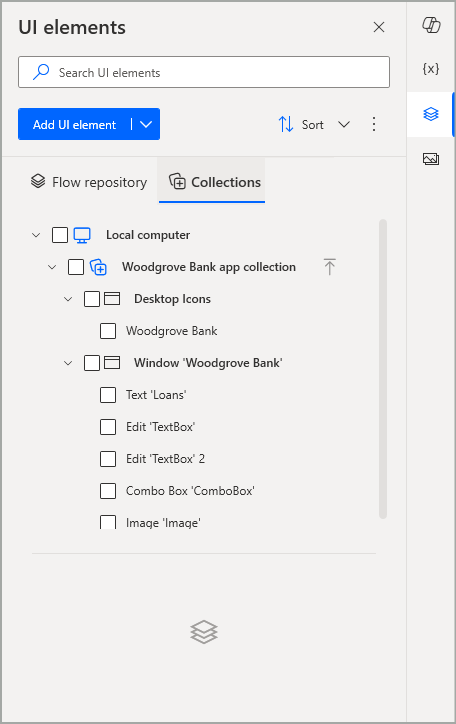 UI elements
{x}
Search UI elements
Add UI element
Sort
Flow repository
Collections
Local computer
Woodgrove Bank app collection
Desktop Icons
Woodgrove Bank
Window 'Woodgrove Bank'
Text 'Loans'
Edit 'TextBox'
Edit 'TextBox' 2
Combo Box 'ComboBox'
Image 'Image'